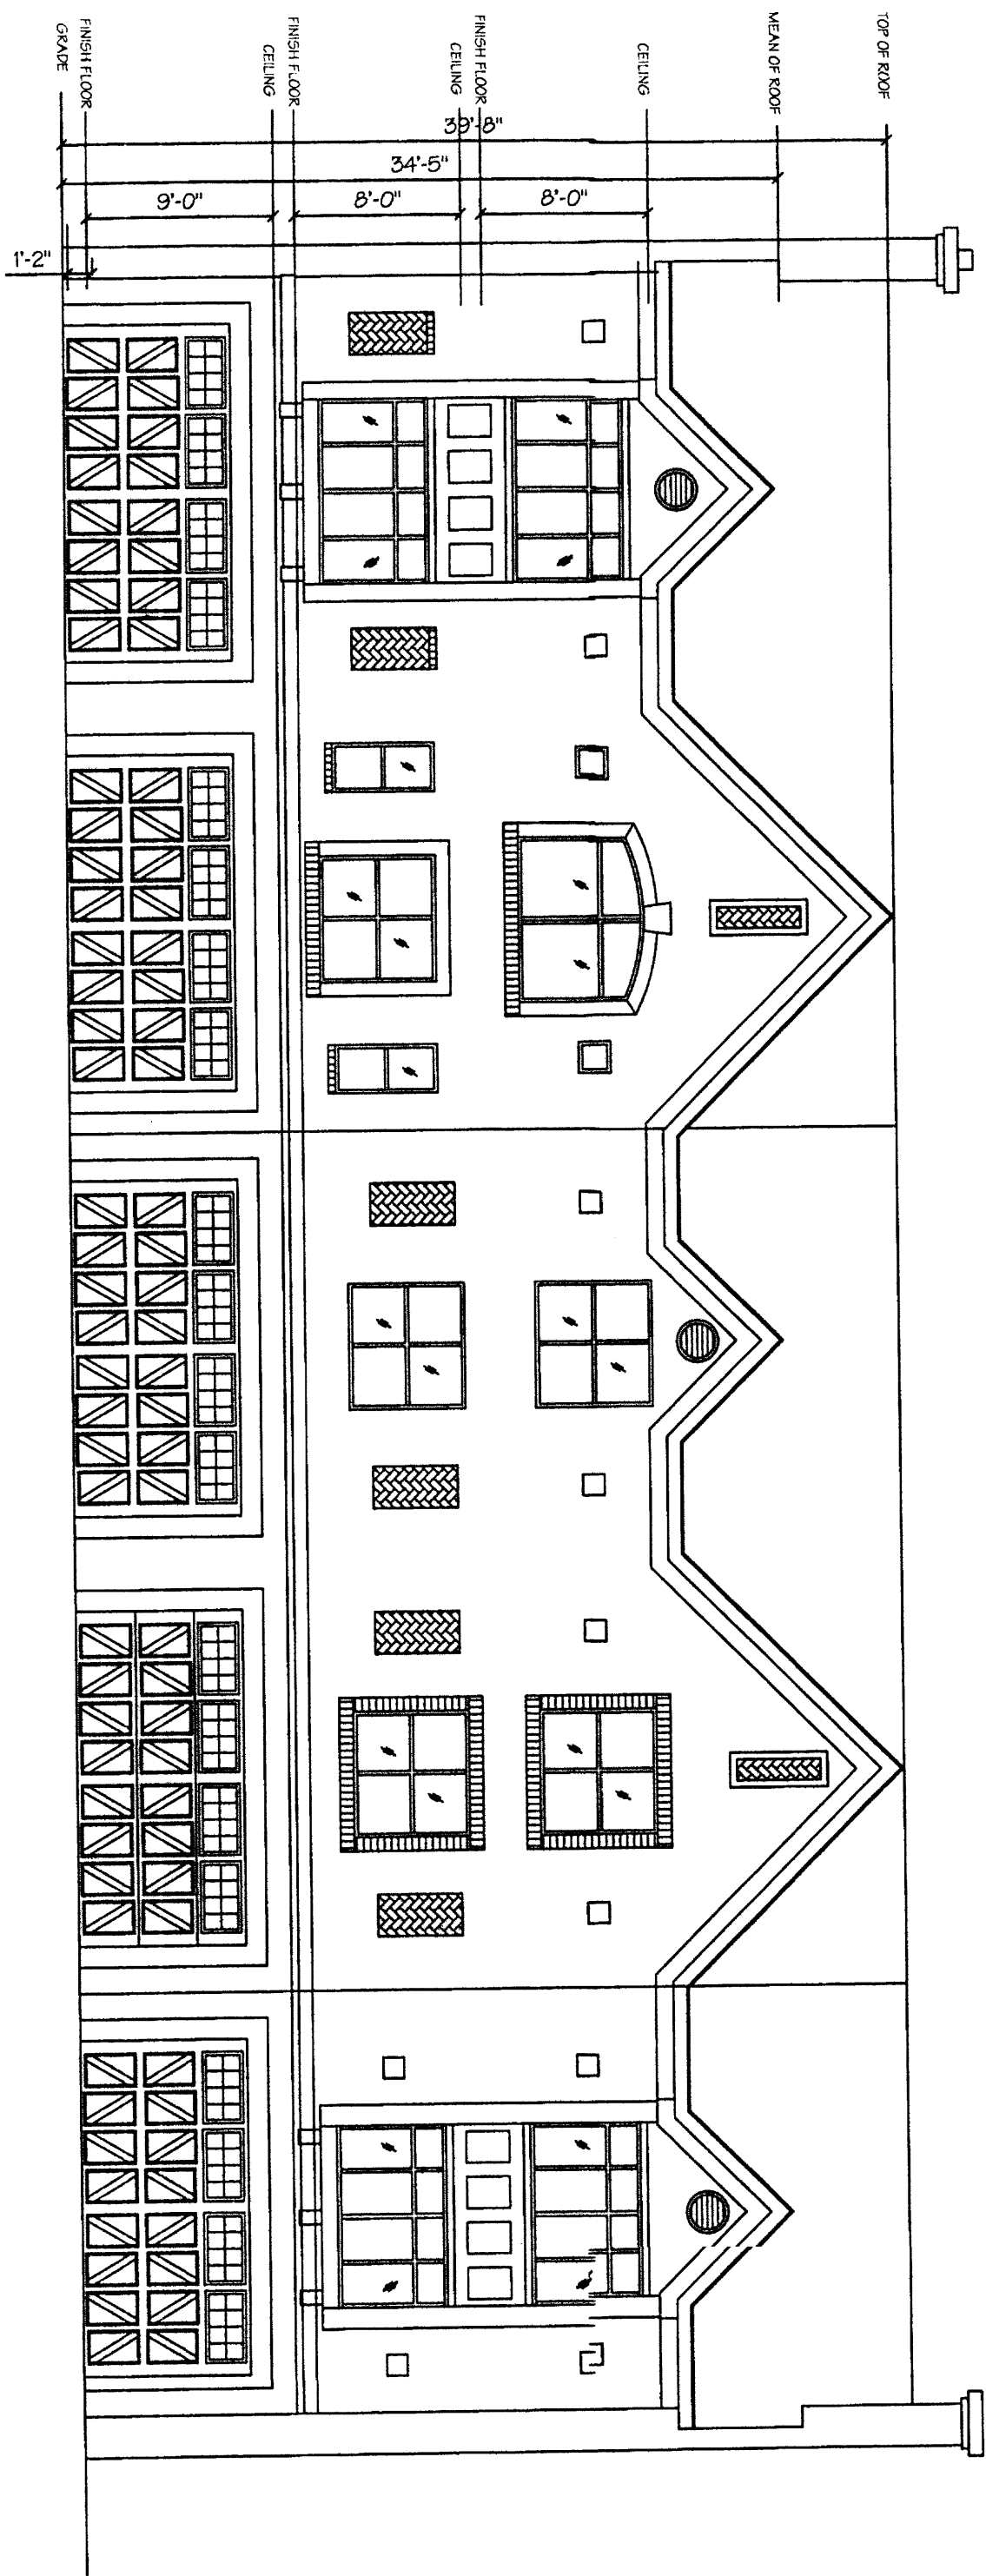 TOP OF ROOF
MEAN OF ROOF
CEILING
FINISH FLOOR
CEILING
FINISH FLOOR
CEILING
FINISH FLOOR
GRADE
39'-8"
34'-5"
8'-0"
8'-0"
9'-0"
1'-2"